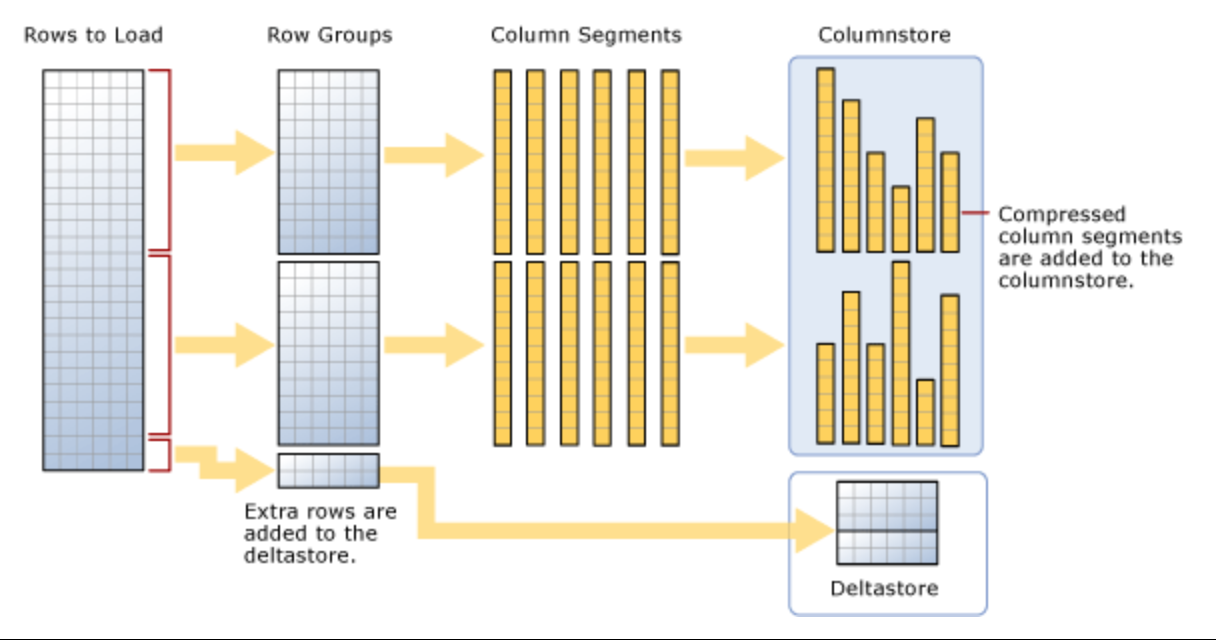 Rows to Load
Row Groups
Column Segments
Columnstore
Compressed
column segments
are added to the
columnstore.
Extra rows are
added to the
deltastore.
Deltastore